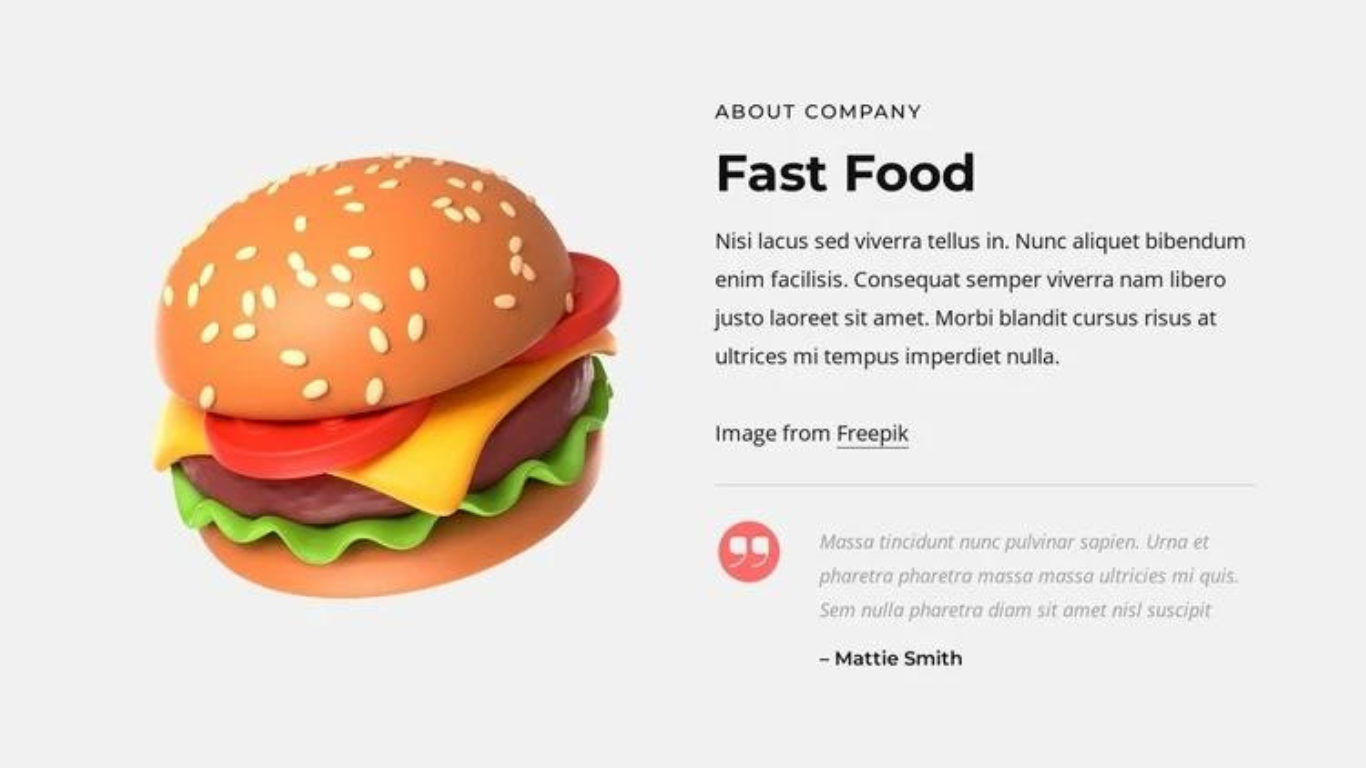 ABOUT COMPANY
Fast Food
Nisi lacus sed viverra tellus in. Nunc aliquet bibendum
enim facilisis. Consequat semper viverra nam libero
justo laoreet sit amet. Morbi blandit cursus risus at
ultrices mi tempus imperdiet nulla.
Image from Freepik
Massa tincidunt nunc pulvinar sapien. Urna et
pharetra pharetra massa massa ultricies mi quis.
Sem nulla pharetra diam sit amet nisl suscipit
– Mattie Smith